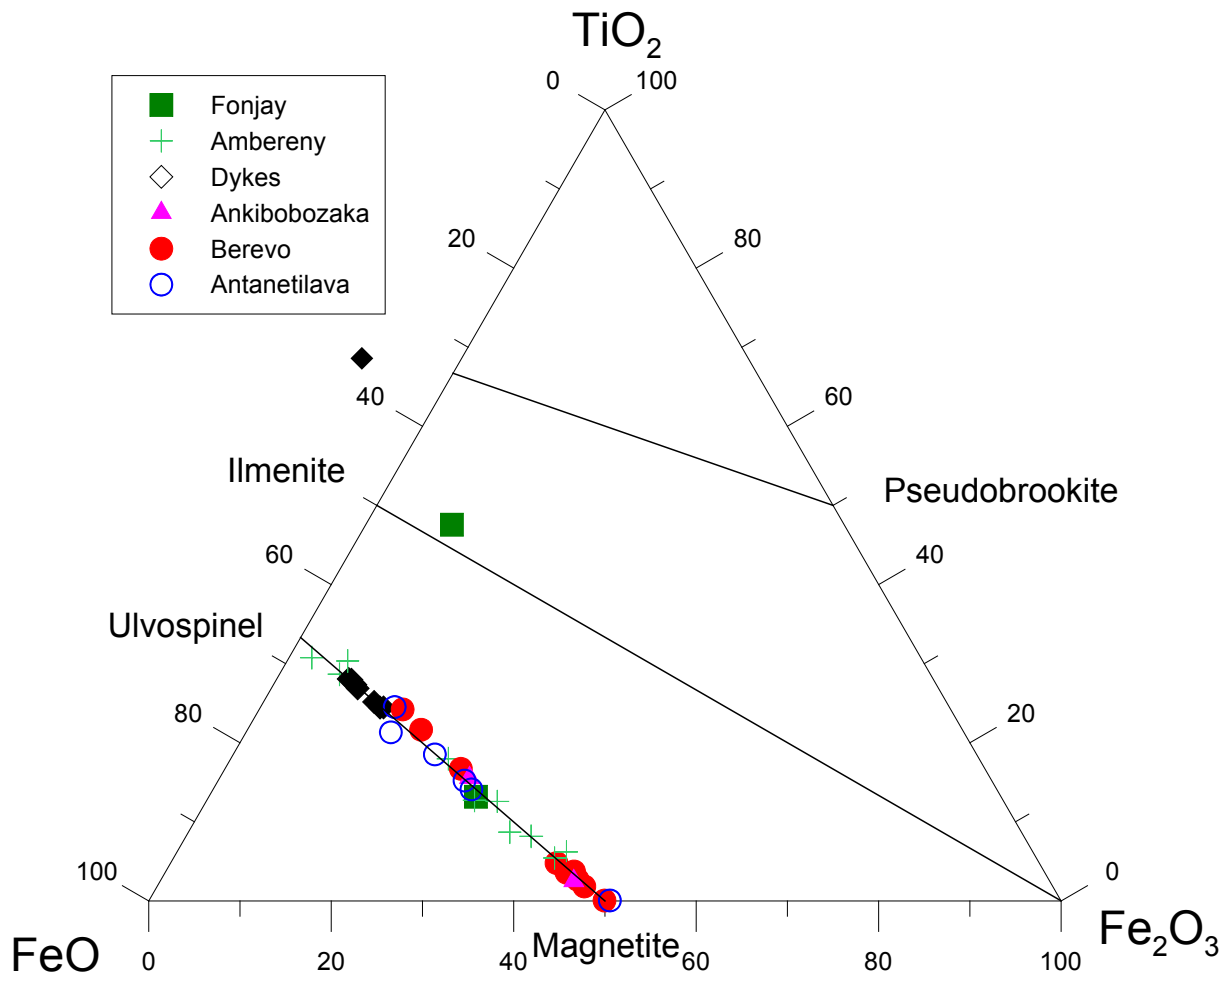 TiO₂
0 100
Fonjay
Ambereny
Dykes
Ankibobozaka
Berevo
Antanetilava
20 80
40 60
Ilmenite
Pseudobrookite
60 40
Ulvospinel
80 20
100 0
FeO Magnetite Fe₂O₃
0 20 40 60 80 100